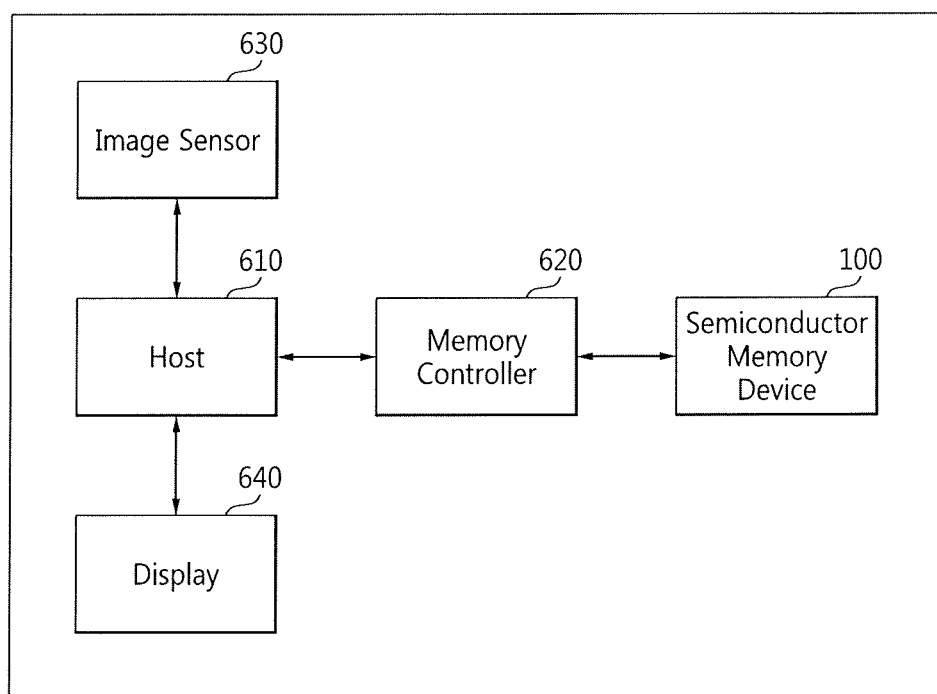 630
Image Sensor
610
620
100
Host
Memory
Controller
Semiconductor
Memory
Device
640
Display